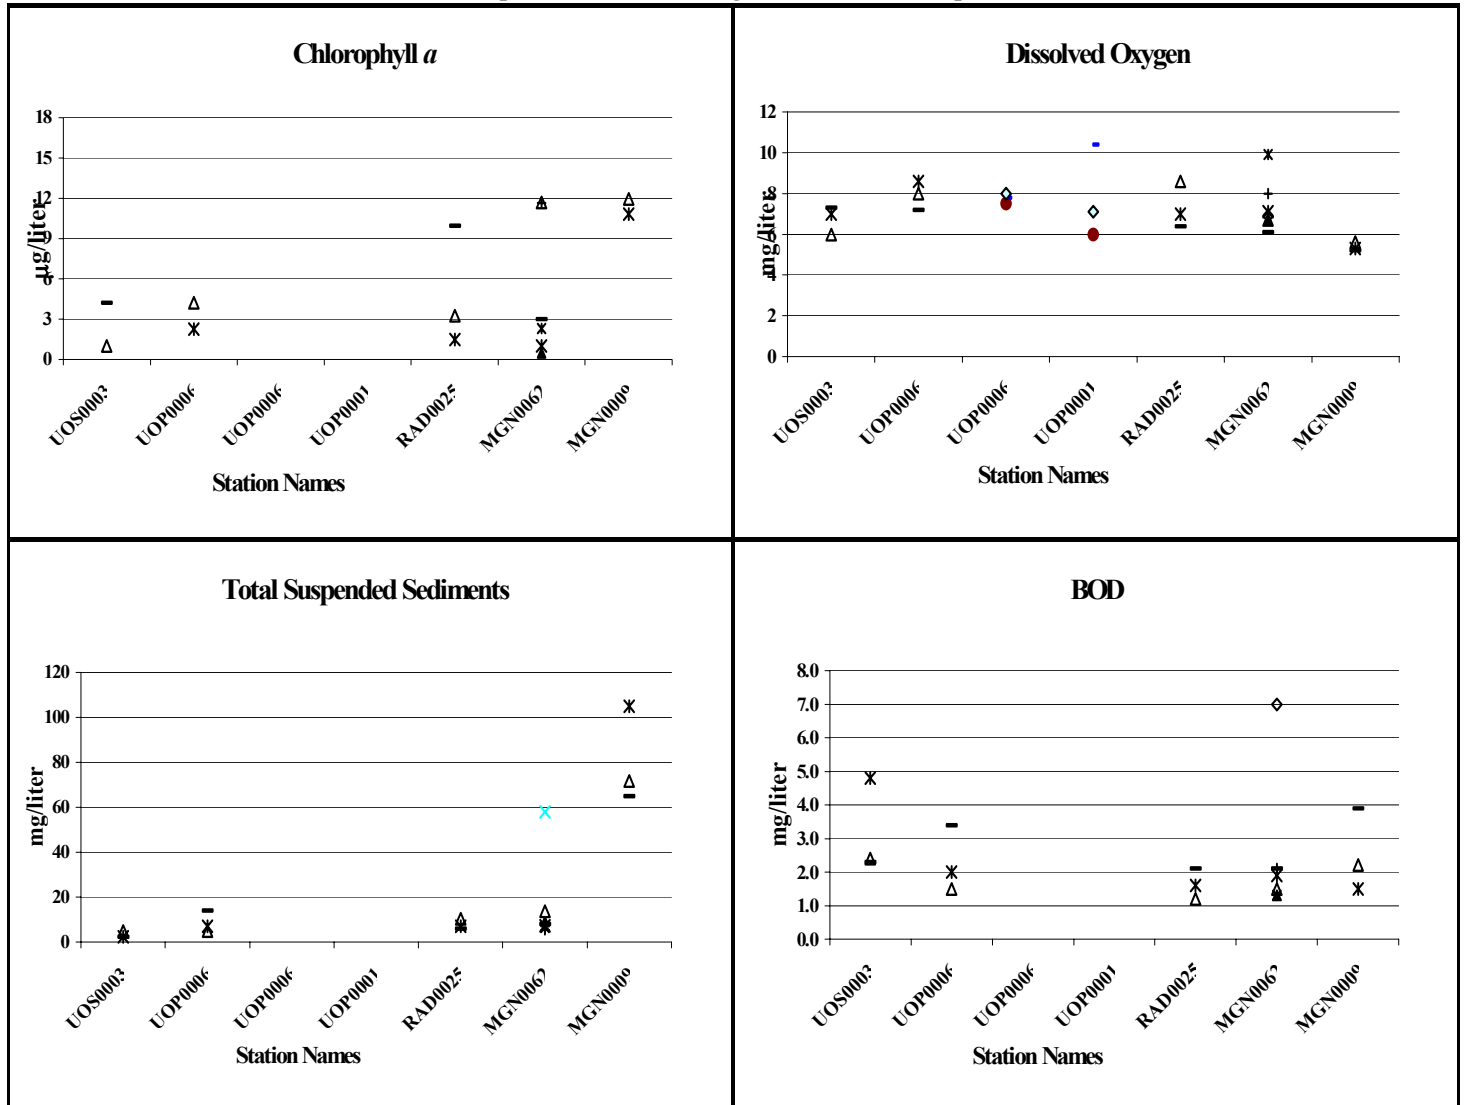 Chlorophyll a
18
15
12
9
6
3
0
µg/liter
UOS0003 UOP0006 UOP0006 UOP0001 RAD0025 MGN0062 MGN0009
Station Names
Dissolved Oxygen
12
10
8
6
4
2
0
mg/liter
UOS0003 UOP0006 UOP0006 UOP0001 RAD0025 MGN0062 MGN0009
Station Names
Total Suspended Sediments
120
100
80
60
40
20
0
mg/liter
UOS0003 UOP0006 UOP0006 UOP0001 RAD0025 MGN0062 MGN0009
Station Names
BOD
8.0
7.0
6.0
5.0
4.0
3.0
2.0
1.0
0.0
mg/liter
UOS0003 UOP0006 UOP0006 UOP0001 RAD0025 MGN0062 MGN0009
Station Names